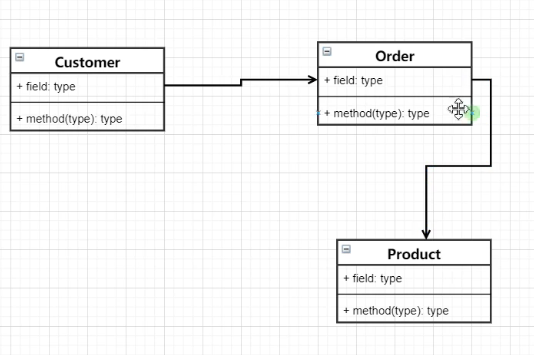 Customer
+ field: type
+ method(type): type
Order
+ field: type
+ method(type): type
Product
+ field: type
+ method(type): type